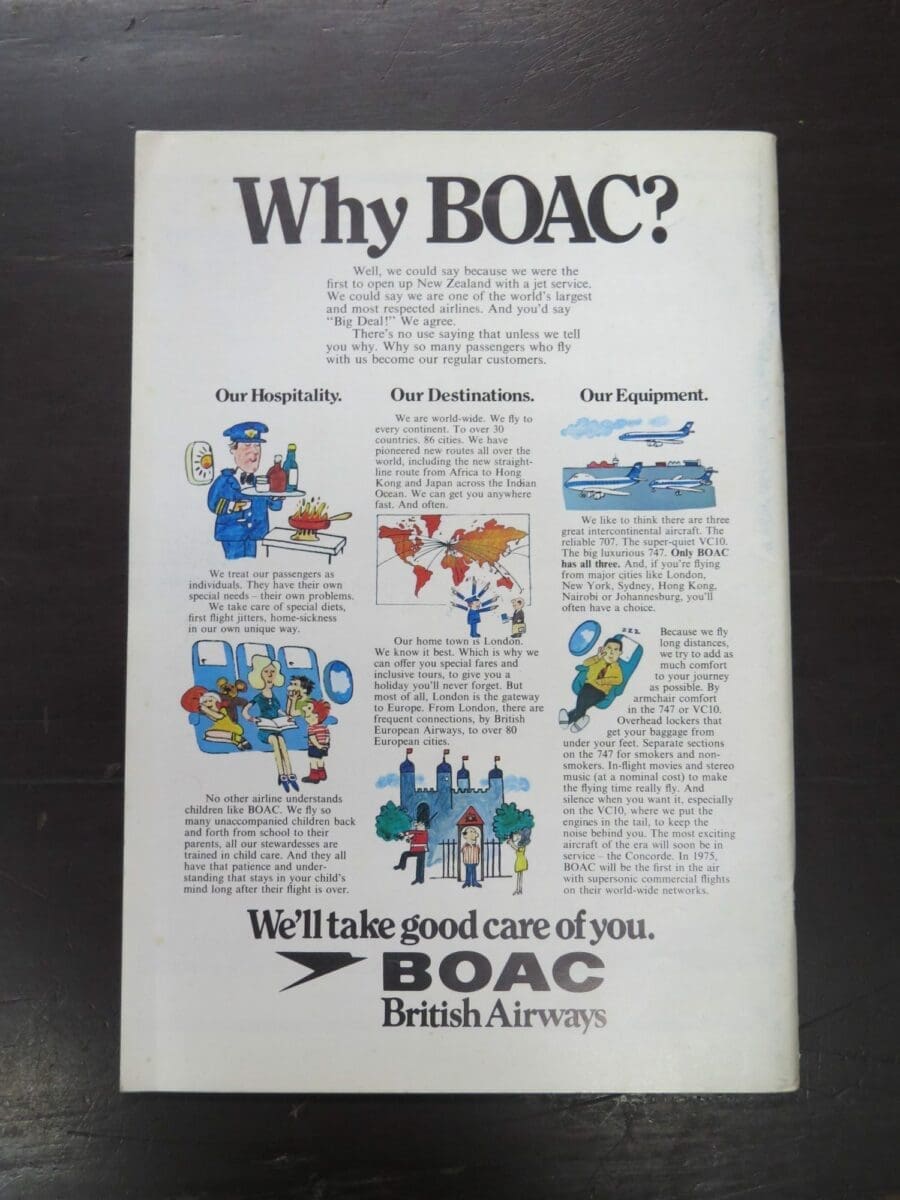 Why BOAC?
Well, we could say because we were the
first to open up New Zealand with a jet service.
We could say we are one of the world's largest
and most respected airlines. And you'd say
"Big Deal!" We agree.
There's no use saying that unless we tell
you why. Why so many passengers who fly
with us become our regular customers.
Our Hospitality.
We treat our passengers as
individuals. They have their own
special needs – their own problems.
We take care of special diets,
first flight jitters, home-sickness
in our own unique way.
No other airline understands
children like BOAC. We fly so
many unaccompanied children back
and forth from school to their
parents, all our stewardesses are
trained in child care. And they all
have that patience and under-
standing that stays in your child's
mind long after their flight is over.
Our Destinations.
We are world-wide. We fly to
every continent. To over 30
countries. 86 cities. We have
pioneered new routes all over the
world, including the new straight-
line route from Africa to Hong
Kong and Japan across the Indian
Ocean. We can get you anywhere
fast. And often.
Our home town is London.
We know it best. Which is why we
can offer you special fares and
inclusive tours, to give you a
holiday you'll never forget. But
most of all, London is the gateway
to Europe. From London, there are
frequent connections, by British
European Airways, to over 80
European cities.
Our Equipment.
We like to think there are three
great intercontinental aircraft. The
reliable 707. The super-quiet VC10.
The big luxurious 747. Only BOAC
has all three. And, if you're flying
from major cities like London,
New York, Sydney, Hong Kong,
Nairobi or Johannesburg, you'll
often have a choice.
zzz
Because we fly
long distances,
we try to add as
much comfort
to your journey
as possible. By
armchair comfort
in the 747 or VC10.
Overhead lockers that
get your baggage from
under your feet. Separate sections
on the 747 for smokers and non-
smokers. In-flight movies and stereo
music (at a nominal cost) to make
the flying time really fly. And
silence when you want it, especially
on the VC10, where we put the
engines in the tail, to keep the
noise behind you. The most exciting
aircraft of the era will soon be in
service – the Concorde. In 1975,
BOAC will be the first in the air
with supersonic commercial flights
on their world-wide networks.
We'll take good care of you.
BOAC
British Airways